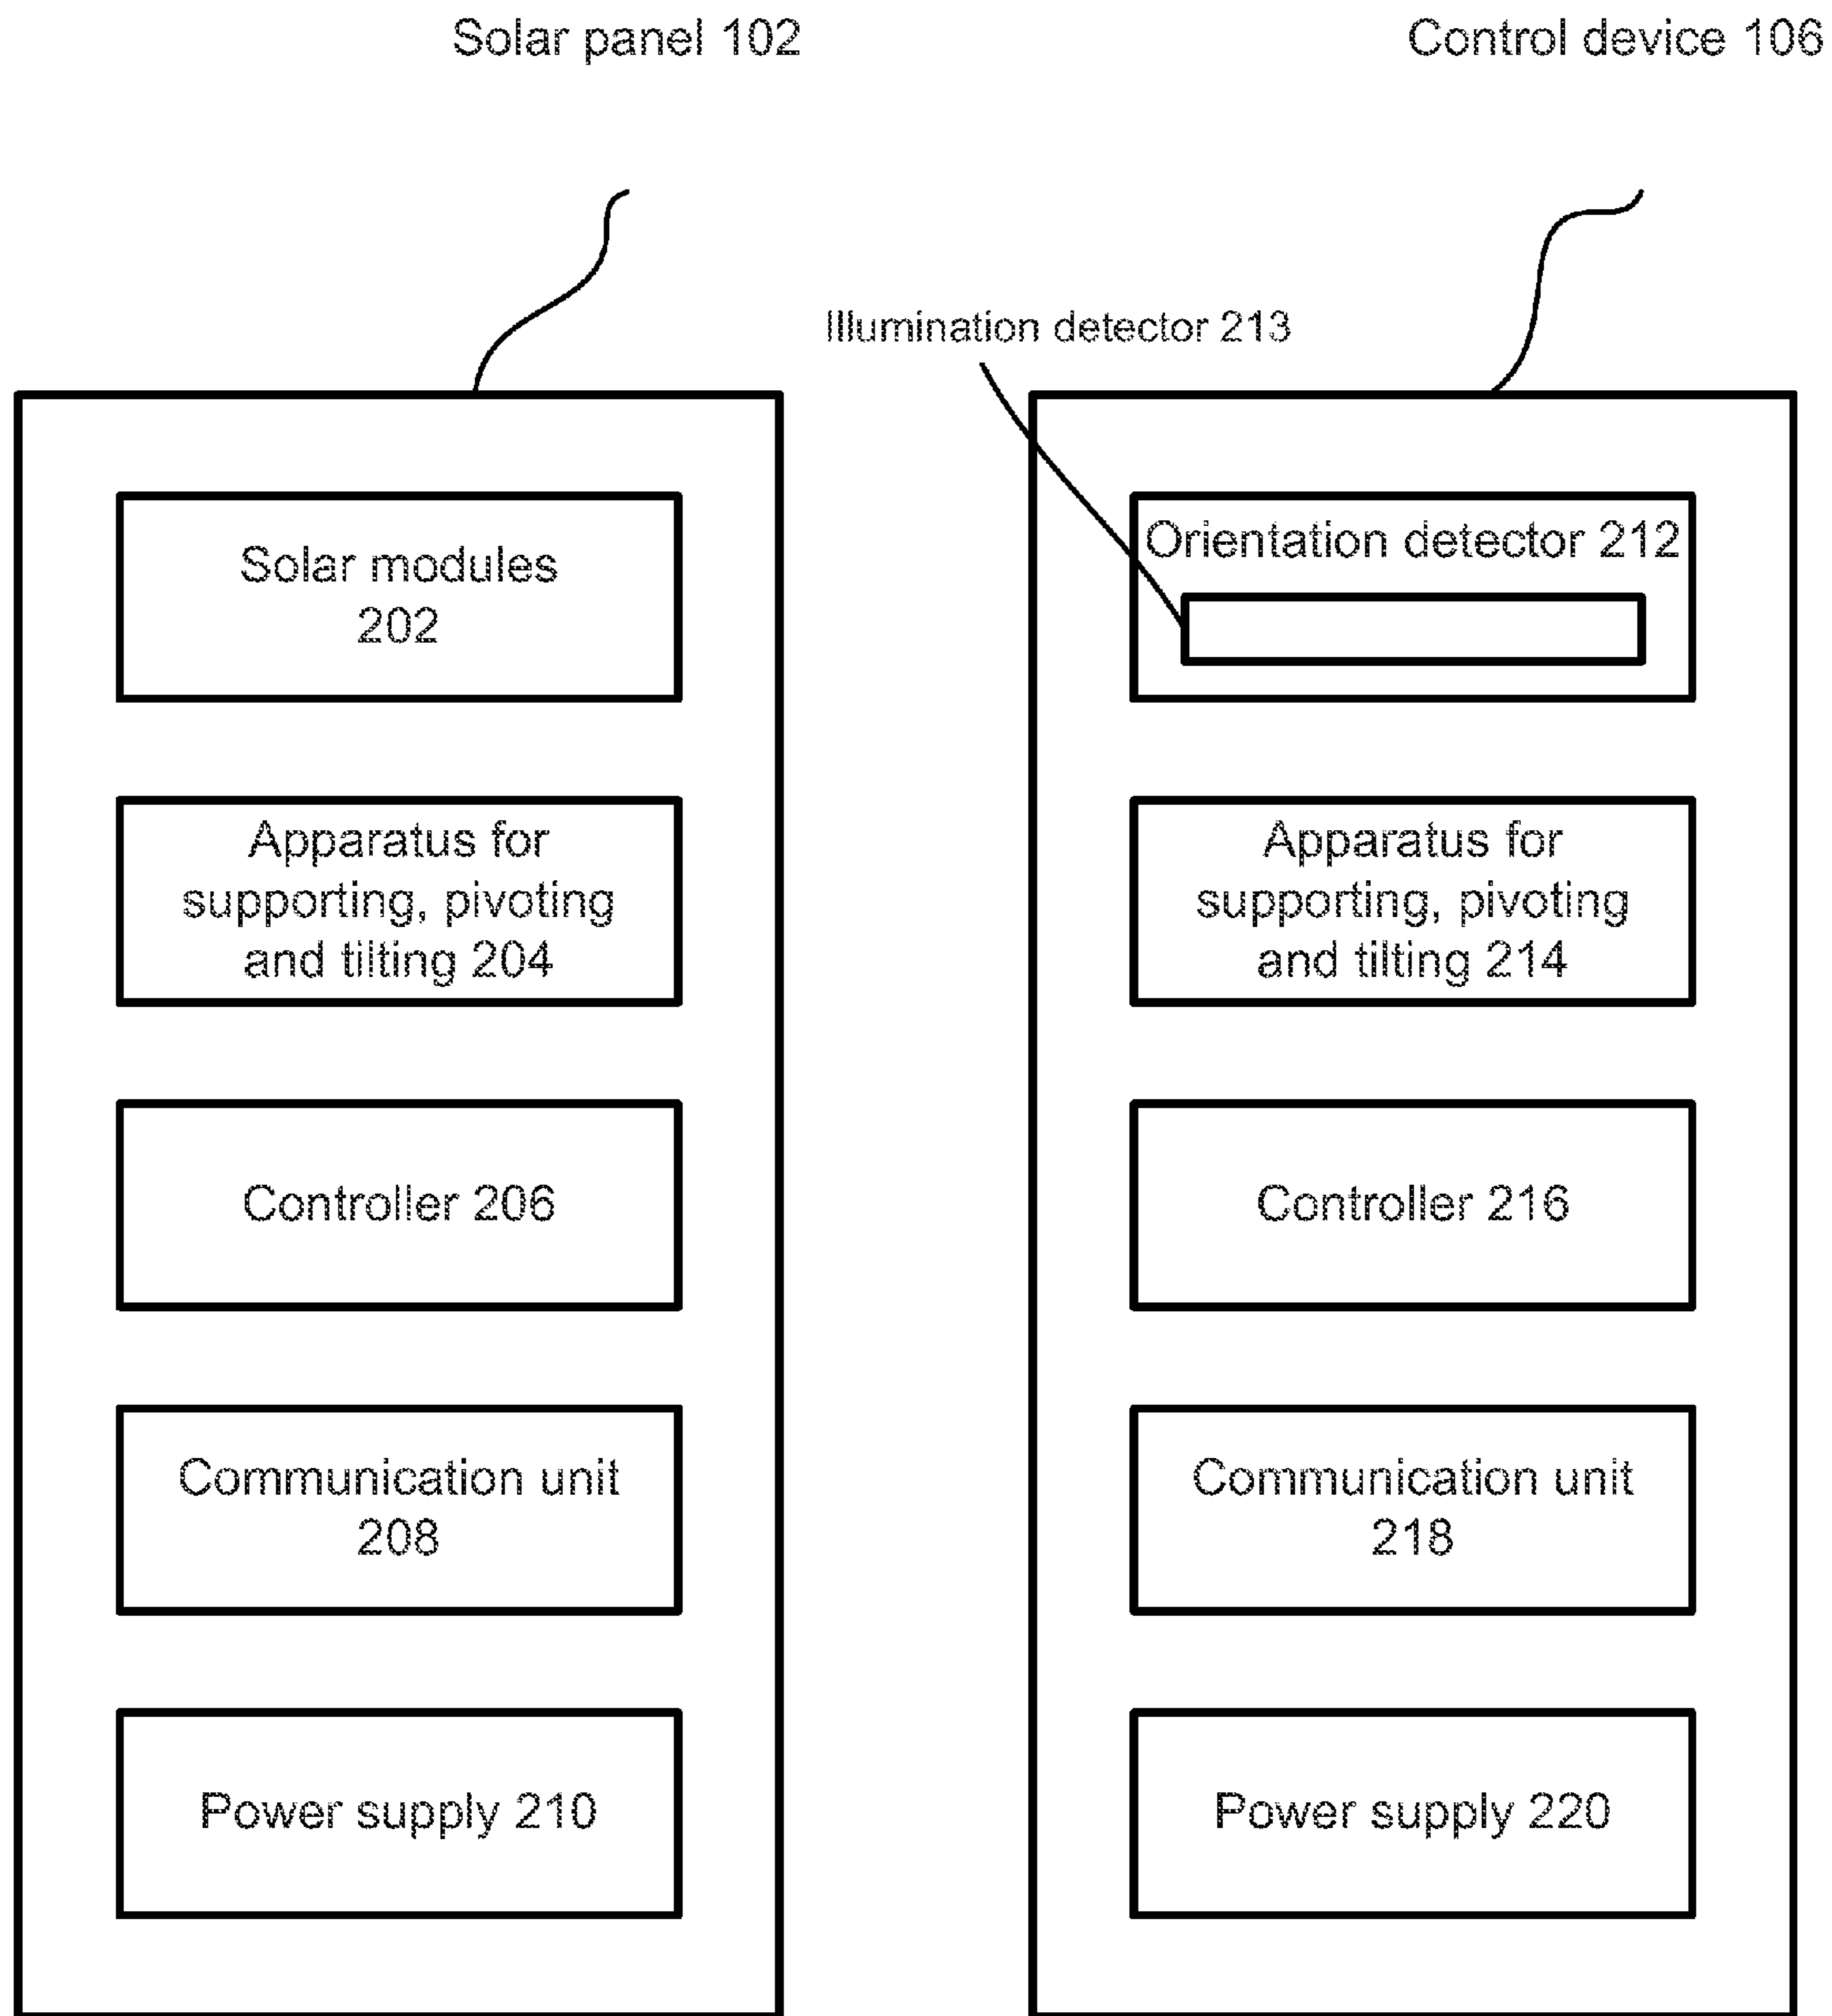 Solar panel 102
Control device 106
Illumination detector 213
Solar modules
202
Apparatus for
supporting, pivoting
and tilting 204
Controller 206
Communication unit
208
Power supply 210
Orientation detector 212
Apparatus for
supporting, pivoting
and tilting 214
Controller 216
Communication unit
218
Power supply 220